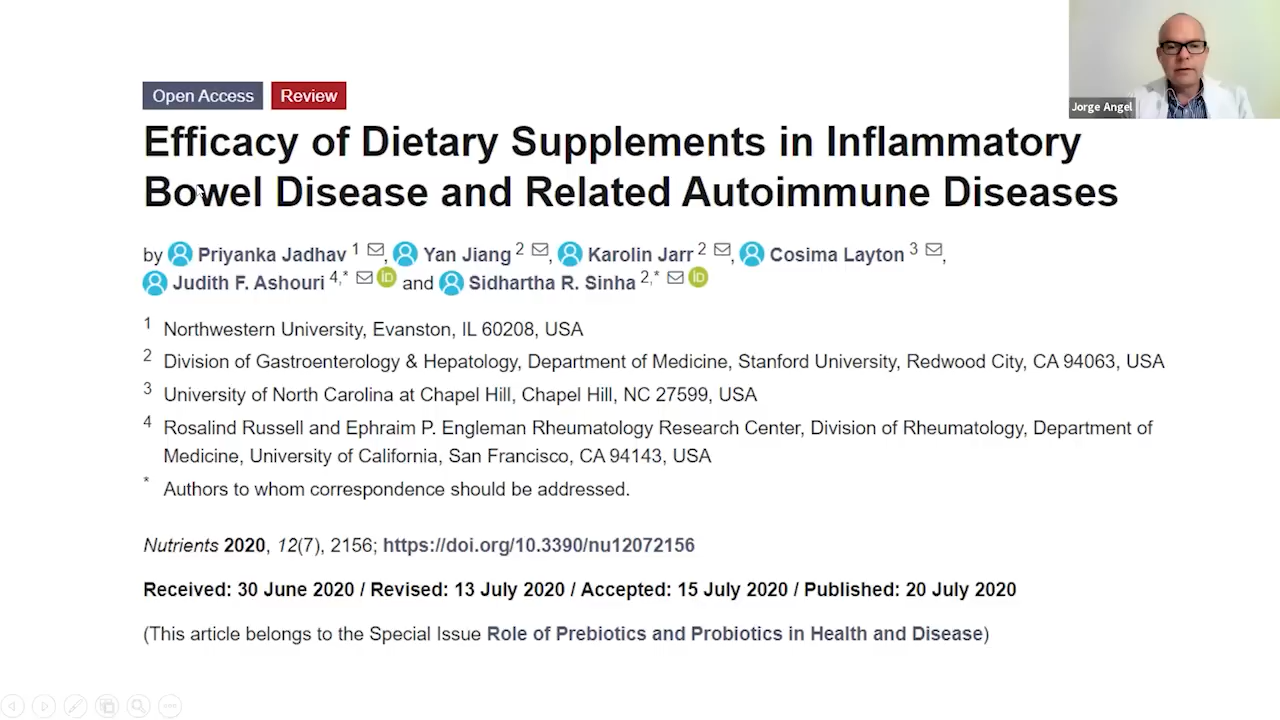 Open Access Review
Jorge Angel
Efficacy of Dietary Supplements in Inflammatory
Bowel Disease and Related Autoimmune Diseases
by Priyanka Jadhav 1, Yan Jiang 2, Karolin Jarr 2, Cosima Layton 3,
Judith F. Ashouri 4,* iD and Sidhartha R. Sinha 2,* iD
1 Northwestern University, Evanston, IL 60208, USA
2 Division of Gastroenterology & Hepatology, Department of Medicine, Stanford University, Redwood City, CA 94063, USA
3 University of North Carolina at Chapel Hill, Chapel Hill, NC 27599, USA
4 Rosalind Russell and Ephraim P. Engleman Rheumatology Research Center, Division of Rheumatology, Department of
Medicine, University of California, San Francisco, CA 94143, USA
* Authors to whom correspondence should be addressed.
Nutrients 2020, 12(7), 2156; https://doi.org/10.3390/nu12072156
Received: 30 June 2020 / Revised: 13 July 2020 / Accepted: 15 July 2020 / Published: 20 July 2020
(This article belongs to the Special Issue Role of Prebiotics and Probiotics in Health and Disease)